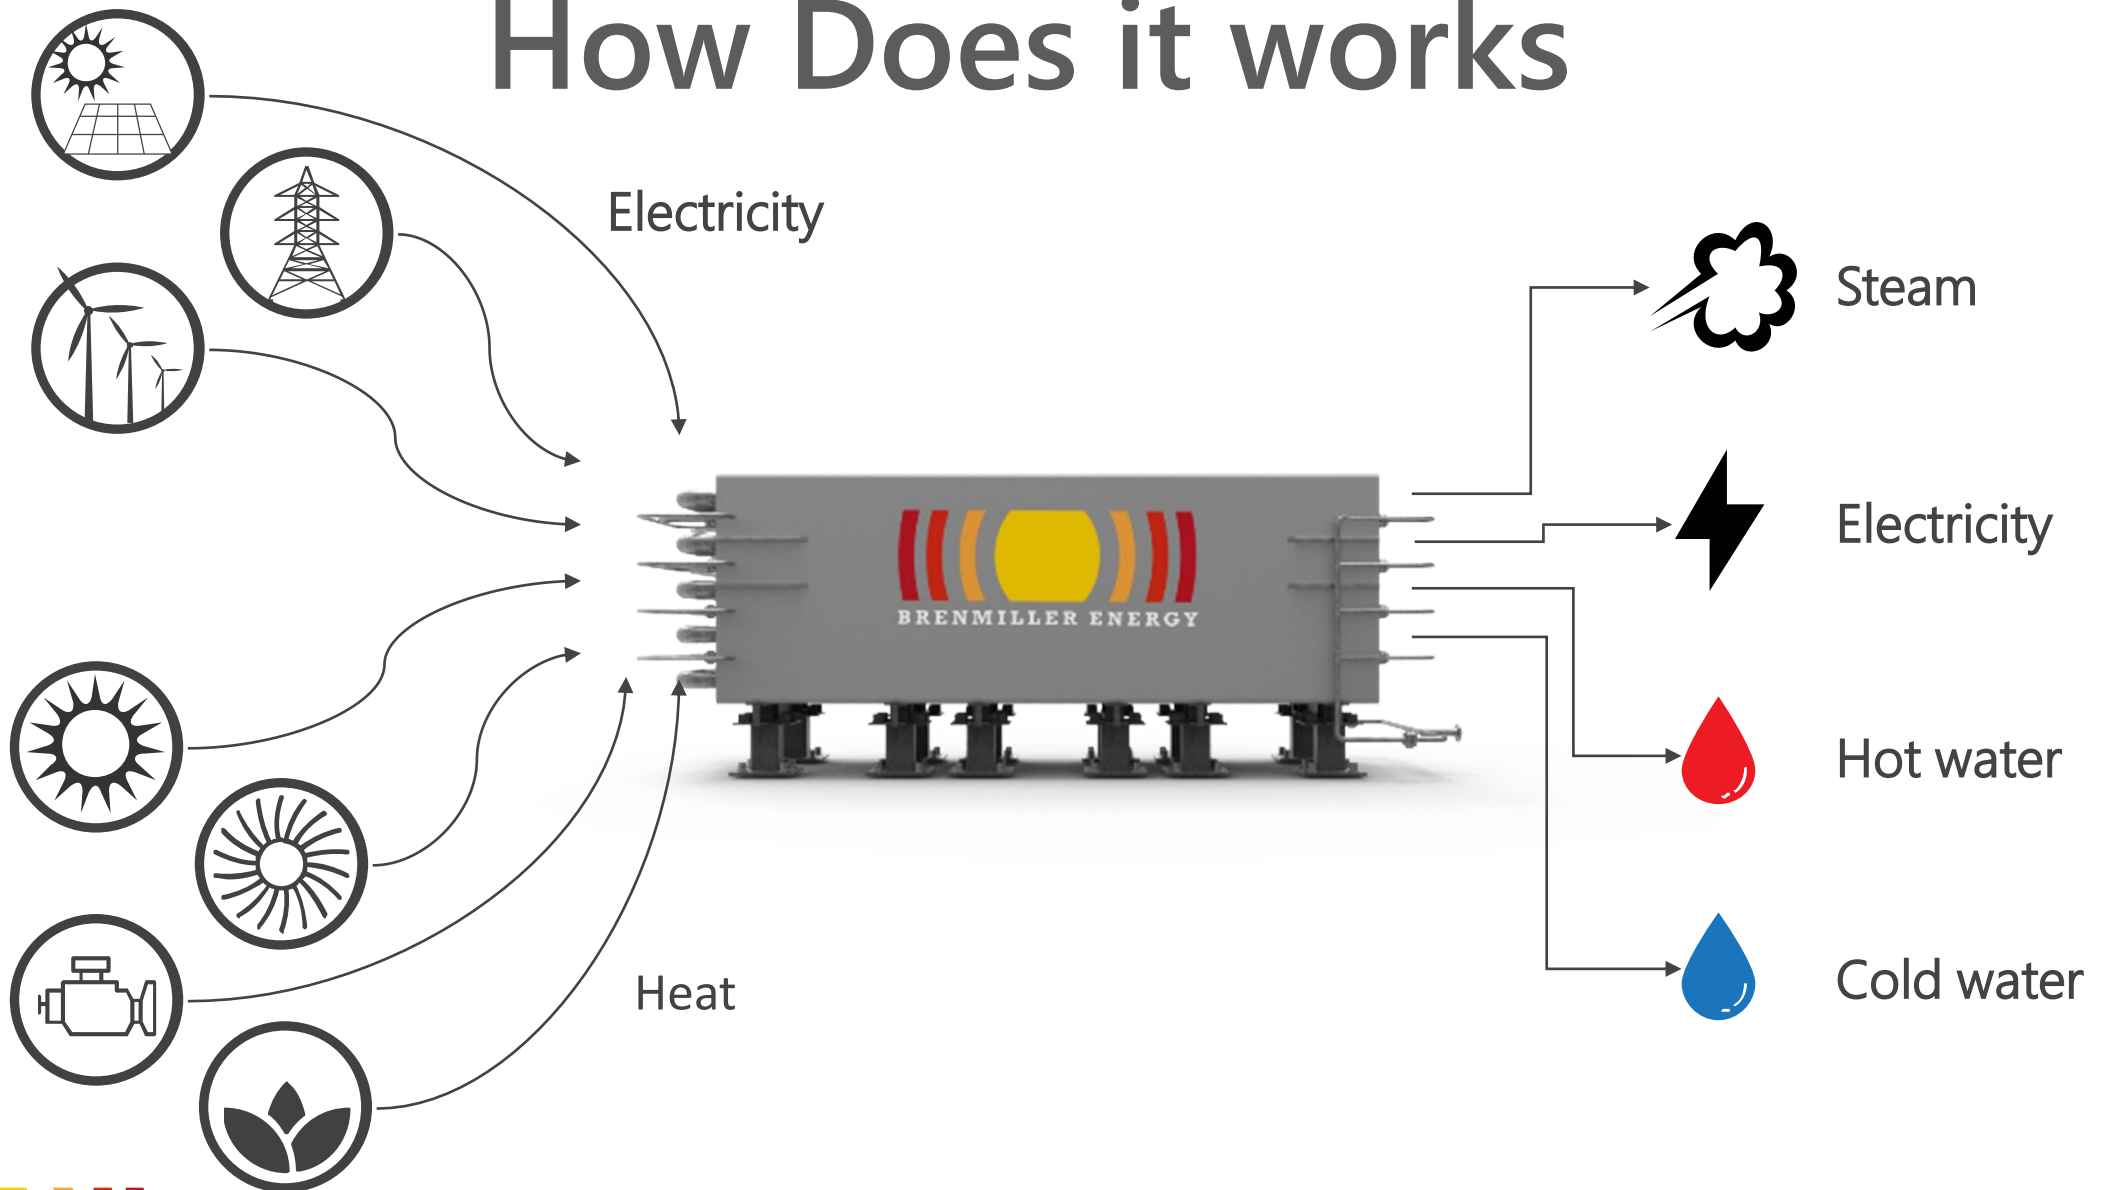 How Does it works
Electricity
Steam
Electricity
BRENMILLER ENERGY
Hot water
Cold water
Heat